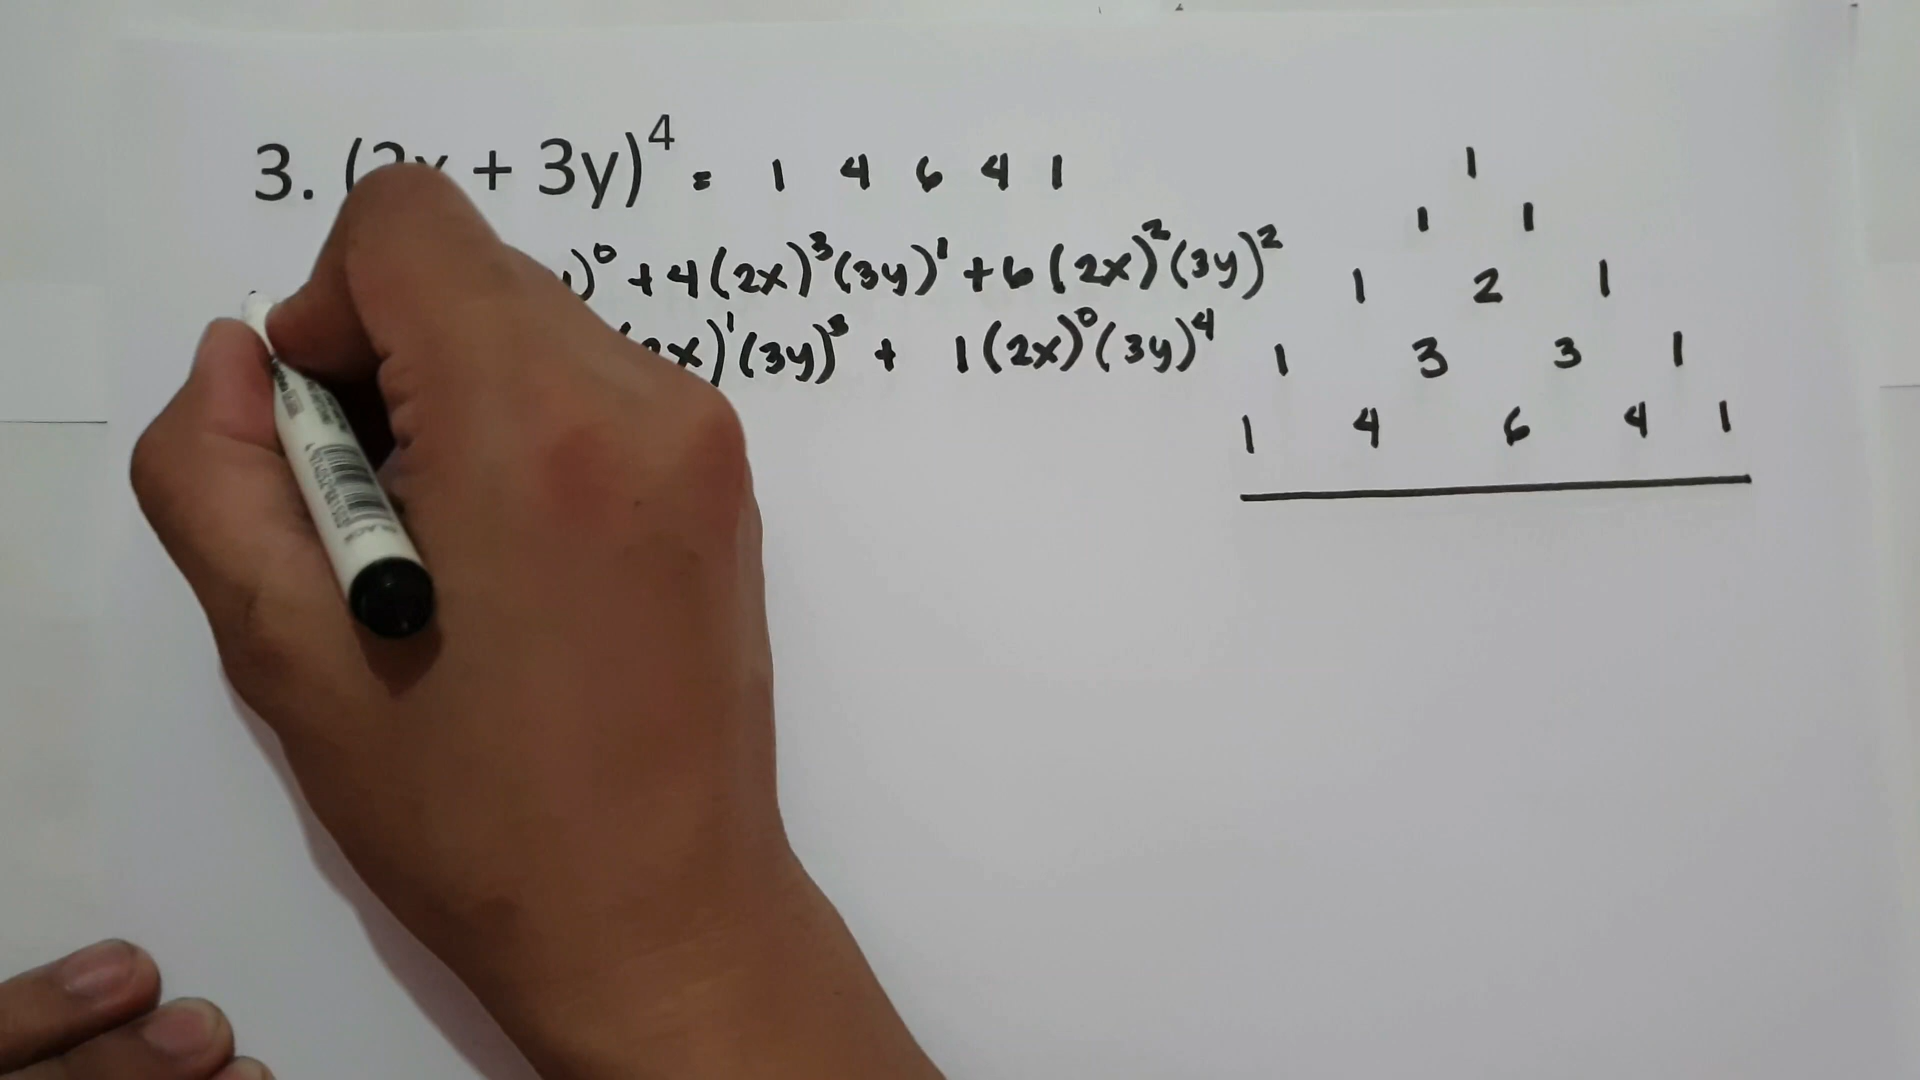 3. (2x + 3y)⁴ = 1 4 6 4 1
)⁰ + 4(2x)³(3y)¹ + 6(2x)²(3y)²
x)¹(3y)³ + 1(2x)⁰(3y)⁴
1
1 1
1 2 1
1 3 3 1
1 4 6 4 1